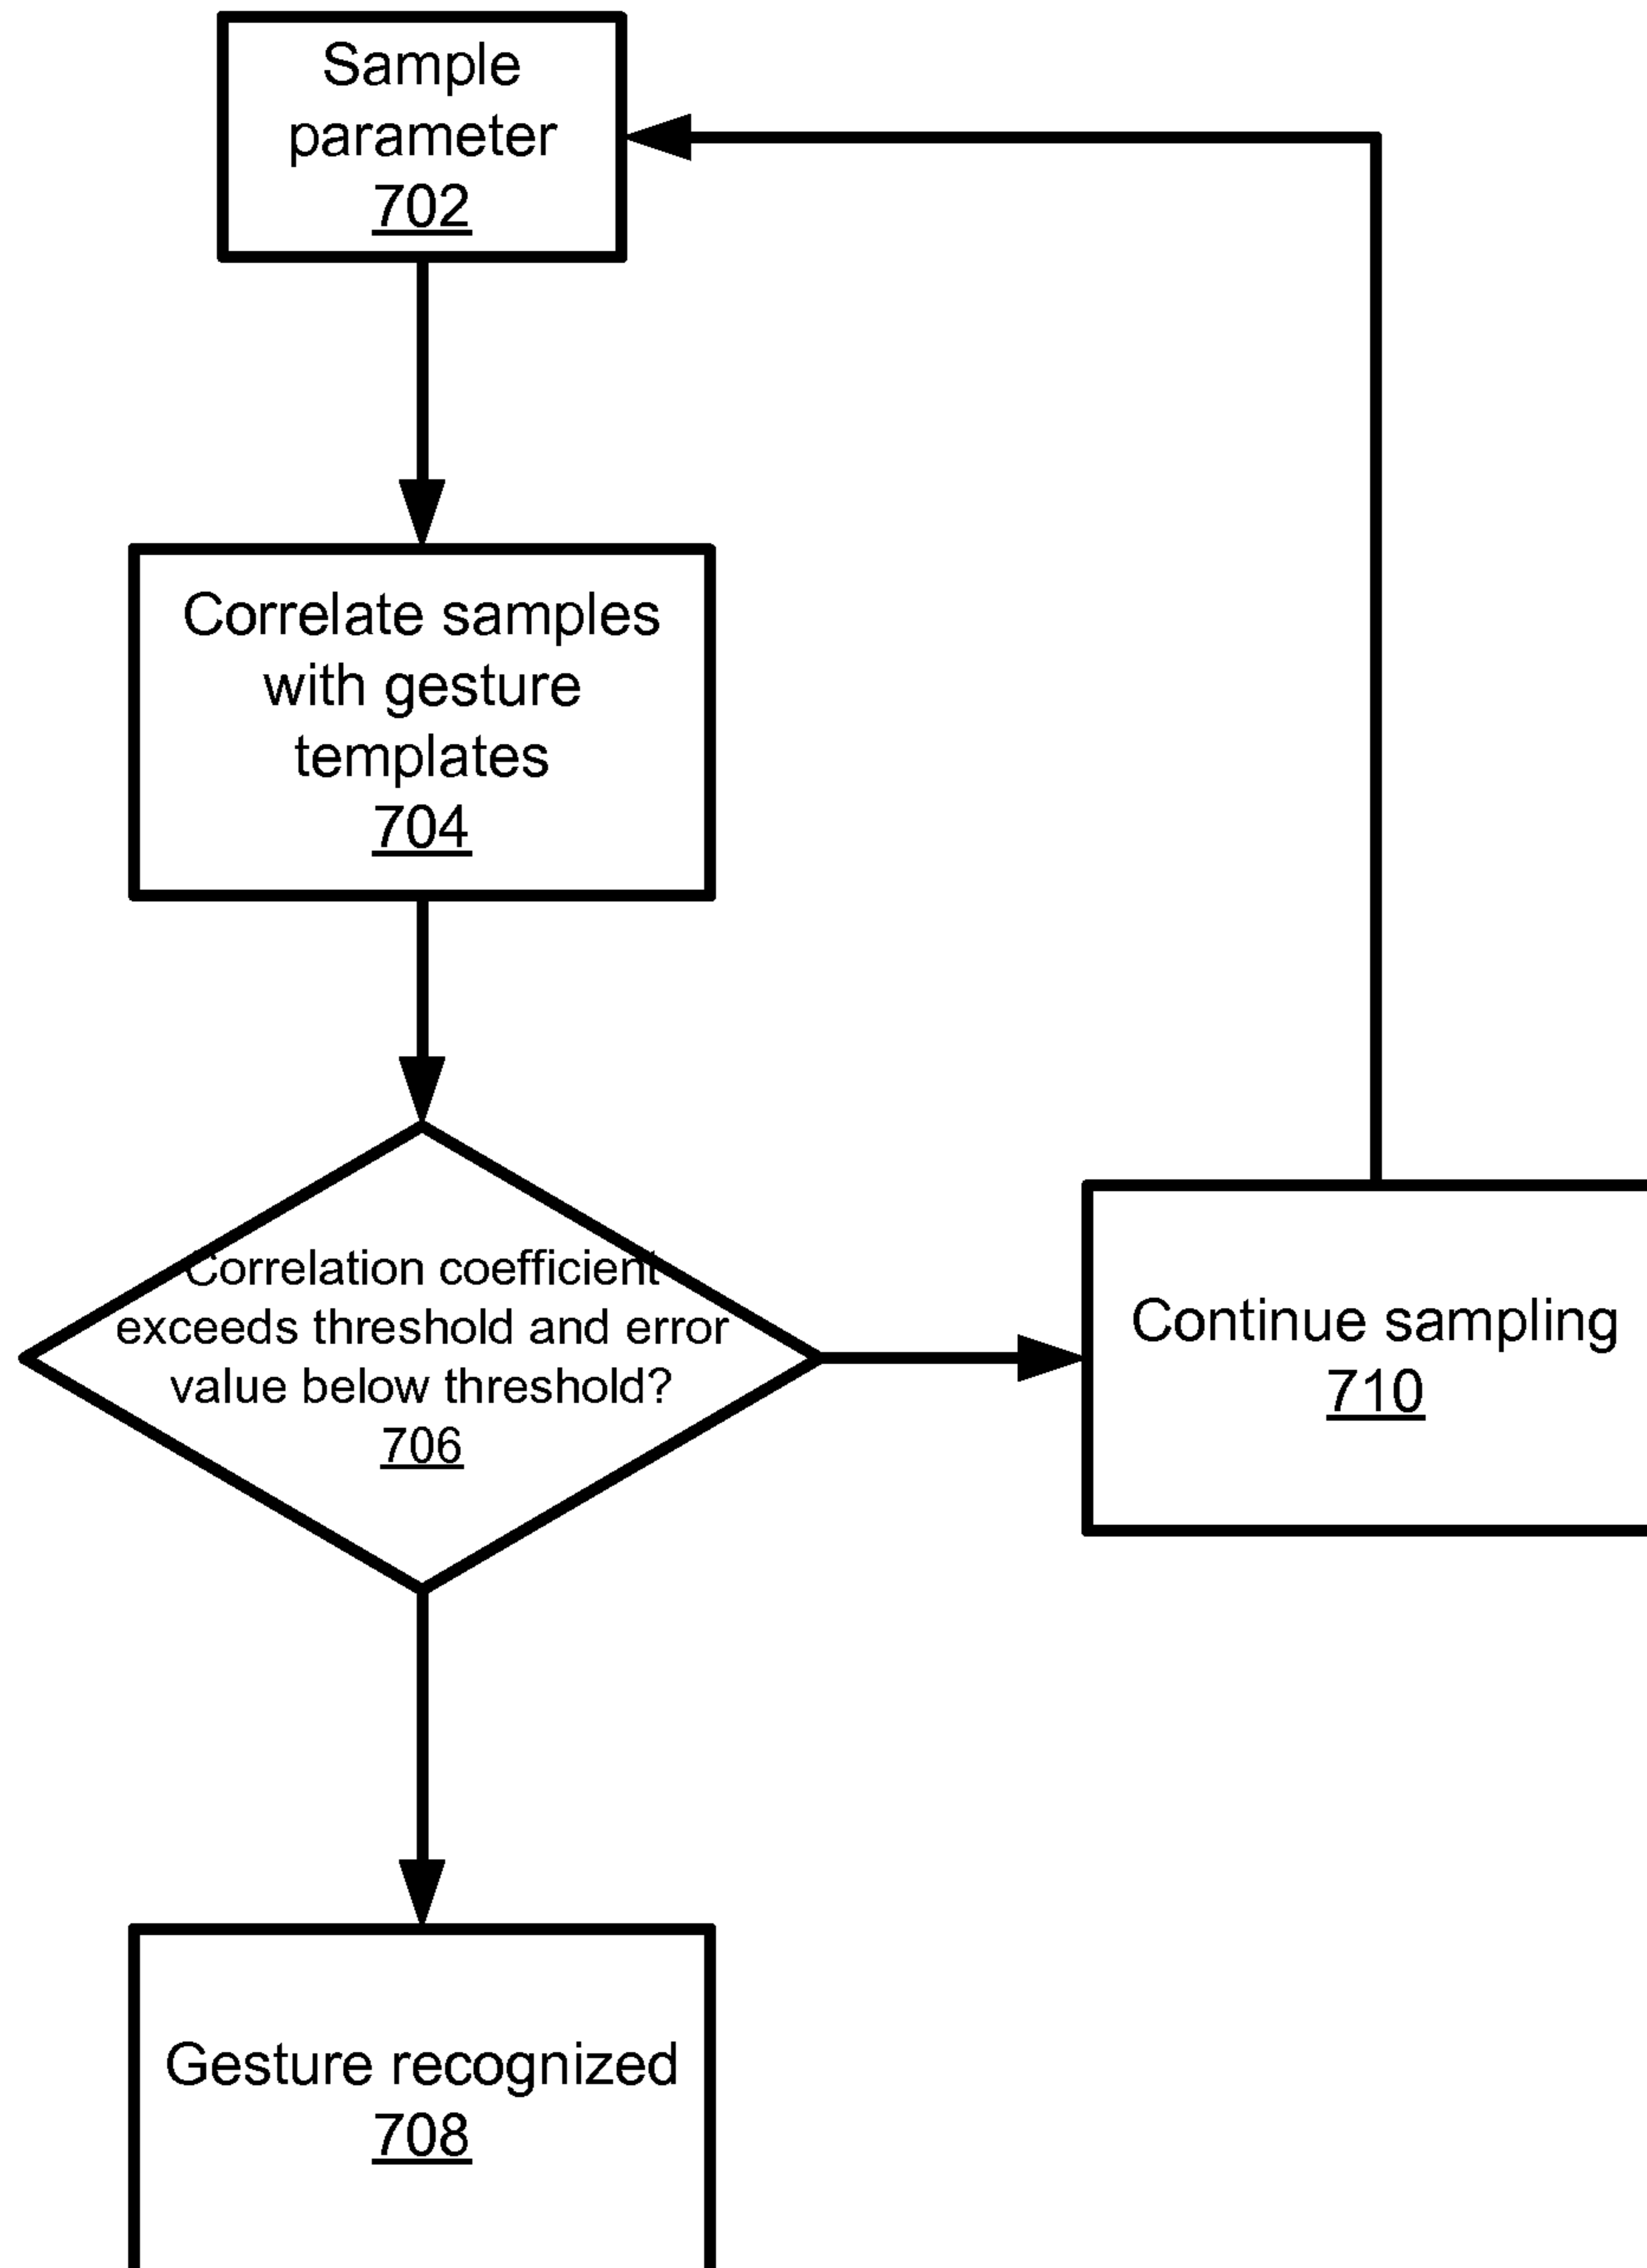 Sample
parameter
702
Correlate samples
with gesture
templates
704
Correlation coefficient
exceeds threshold and error
value below threshold?
706
Continue sampling
710
Gesture recognized
708